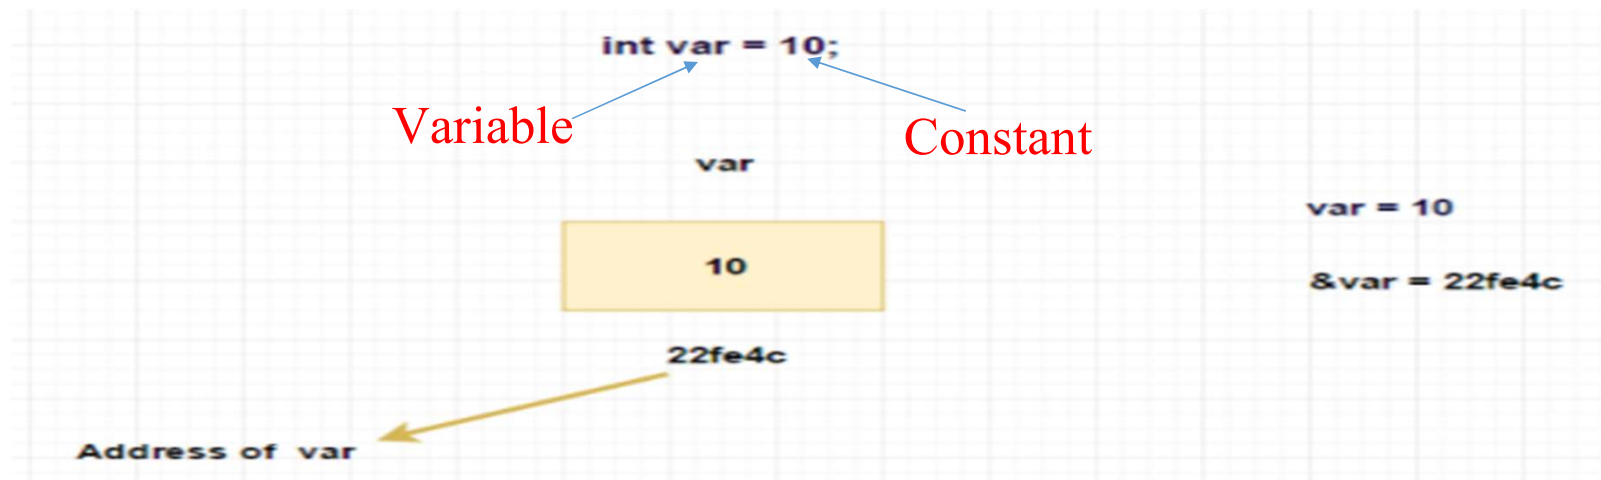 int var = 10;
Variable
Constant
var
var = 10
10
&var = 22fe4c
22fe4c
Address of var